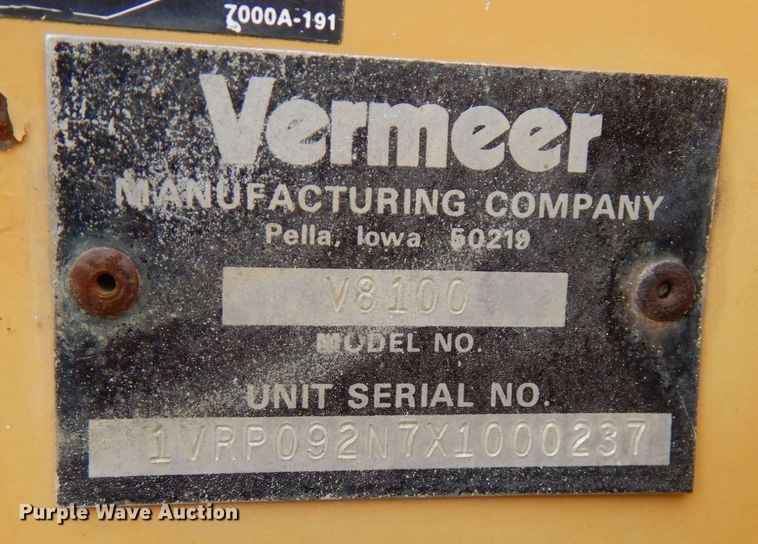 7000A-191
Vermeer
MANUFACTURING COMPANY
Pella, Iowa 50219
V8100
MODEL NO.
UNIT SERIAL NO.
1VRP092N7X1000237
Purple Wave Auction